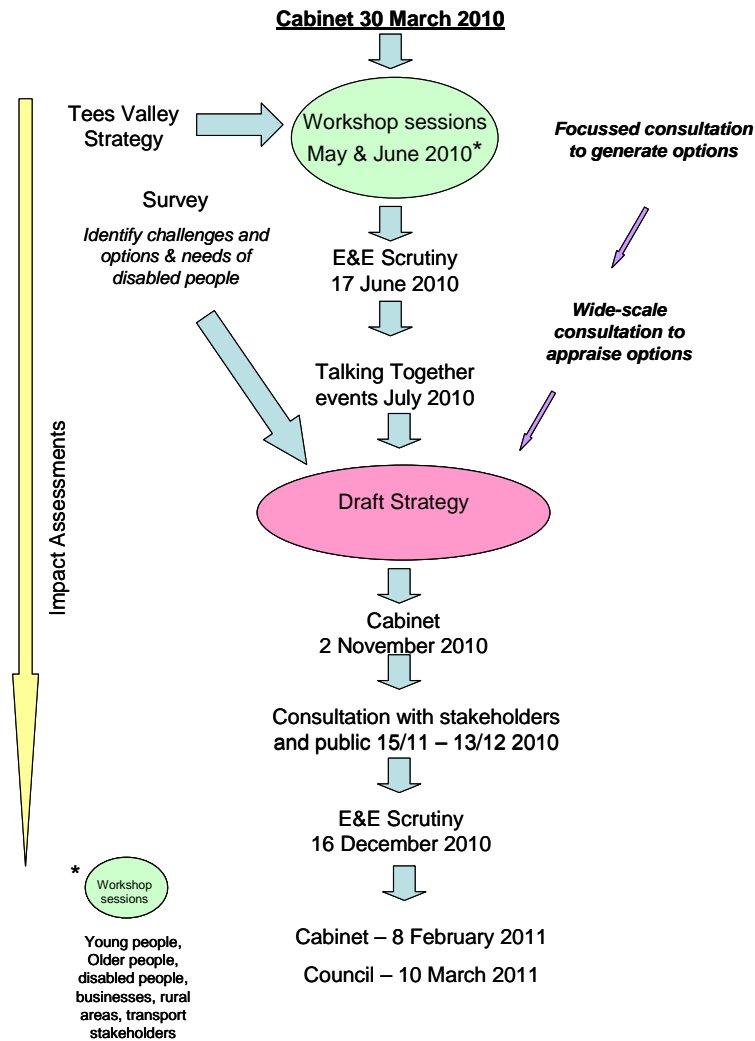 Cabinet 30 March 2010
Tees Valley
Strategy
Workshop sessions
May & June 2010*
Focussed consultation
to generate options
Survey
Identify challenges and
options & needs of
disabled people
E&E Scrutiny
17 June 2010
Wide-scale
consultation to
appraise options
Talking Together
events July 2010
Impact Assessments
Draft Strategy
Cabinet
2 November 2010
Consultation with stakeholders
and public 15/11 – 13/12 2010
E&E Scrutiny
16 December 2010
*
Workshop
sessions
Young people,
Older people,
disabled people,
businesses, rural
areas, transport
stakeholders
Cabinet – 8 February 2011
Council – 10 March 2011